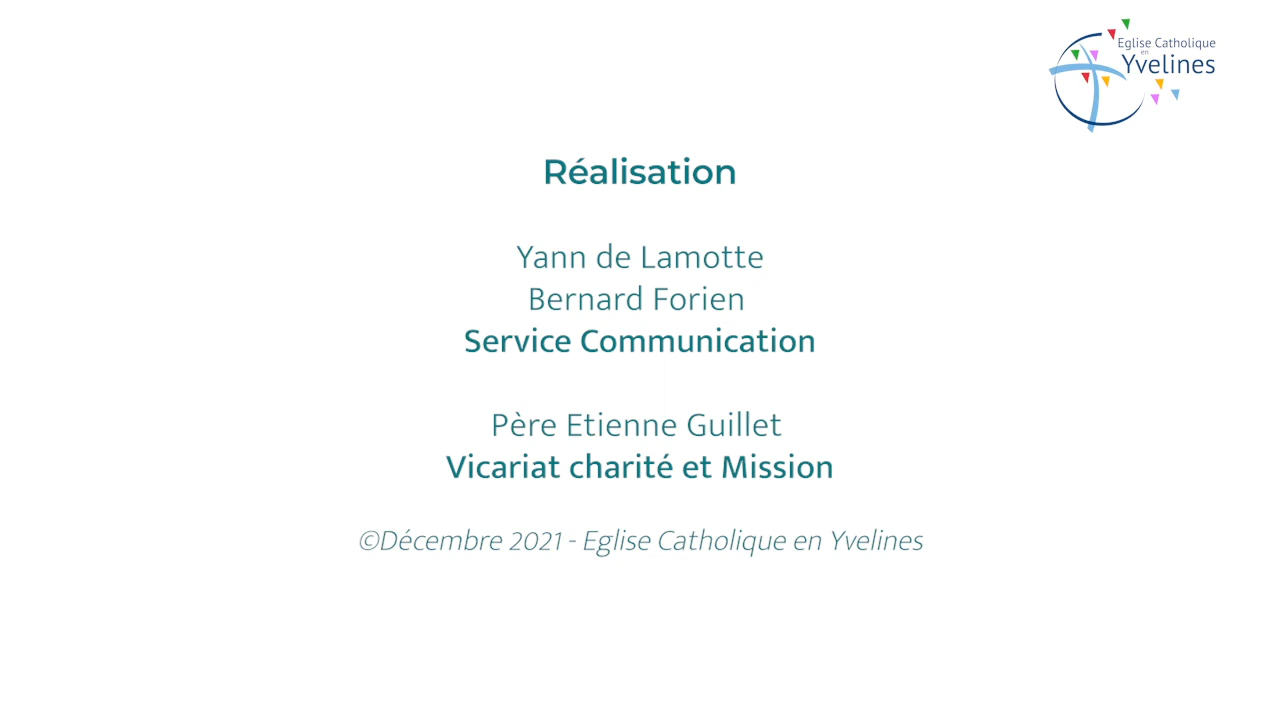 Eglise Catholique
en
Yvelines
Réalisation
Yann de Lamotte
Bernard Forien
Service Communication
Père Etienne Guillet
Vicariat charité et Mission
©Décembre 2021 - Eglise Catholique en Yvelines